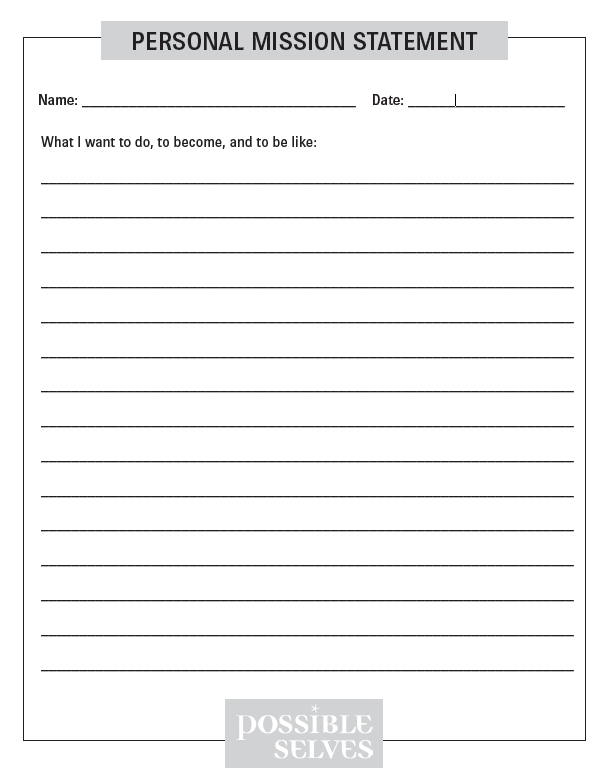 PERSONAL MISSION STATEMENT
Name: Date:
What I want to do, to become, and to be like:
POSSIBLE
SELVES